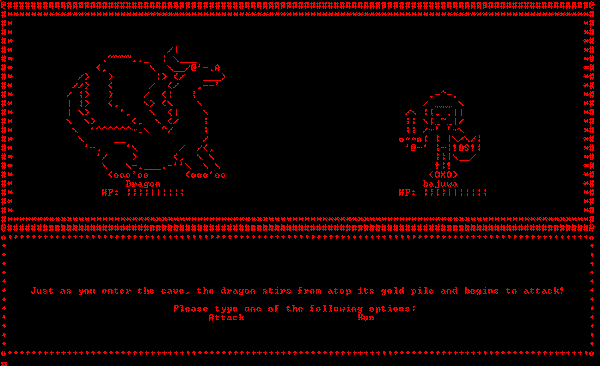 Dragon
bajuwa
HP: ||||||||||
HP: |||||||||||
Just as you enter the cave, the dragon stirs from atop its gold pile and begins to attack!
Please type one of the following options:
Attack Run